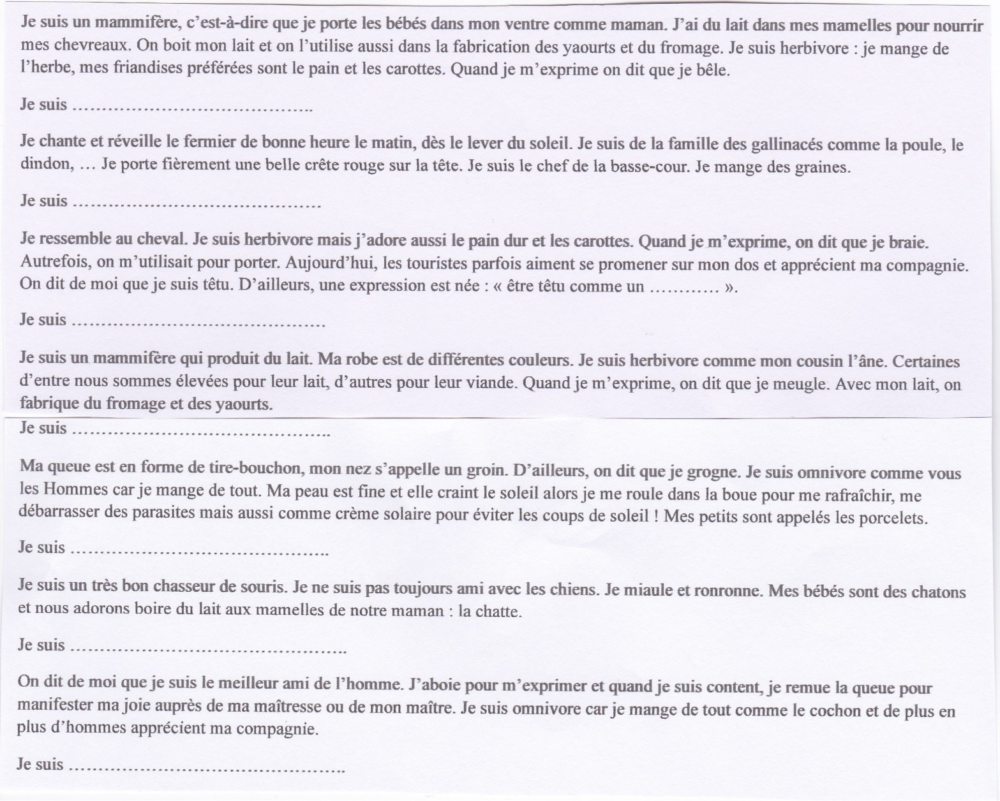 Je suis un mammifère, c’est-à-dire que je porte les bébés dans mon ventre comme maman. J’ai du lait dans mes mamelles pour nourrir
mes chevreaux. On boit mon lait et on l’utilise aussi dans la fabrication des yaourts et du fromage. Je suis herbivore : je mange de
l’herbe, mes friandises préférées sont le pain et les carottes. Quand je m’exprime on dit que je bêle.
Je suis ..........................................
Je chante et réveille le fermier de bonne heure le matin, dès le lever du soleil. Je suis de la famille des gallinacés comme la poule, le
dindon, … Je porte fièrement une belle crête rouge sur la tête. Je suis le chef de la basse-cour. Je mange des graines.
Je suis ..........................................
Je ressemble au cheval. Je suis herbivore mais j’adore aussi le pain dur et les carottes. Quand je m’exprime, on dit que je braie.
Autrefois, on m’utilisait pour porter. Aujourd’hui, les touristes parfois aiment se promener sur mon dos et apprécient ma compagnie.
On dit de moi que je suis têtu. D’ailleurs, une expression est née : « être têtu comme un ………… ».
Je suis ..........................................
Je suis un mammifère qui produit du lait. Ma robe est de différentes couleurs. Je suis herbivore comme mon cousin l’âne. Certaines
d’entre nous sommes élevées pour leur lait, d’autres pour leur viande. Quand je m’exprime, on dit que je meugle. Avec mon lait, on
fabrique du fromage et des yaourts.
Je suis ..........................................
Ma queue est en forme de tire-bouchon, mon nez s’appelle un groin. D’ailleurs, on dit que je grogne. Je suis omnivore comme vous
les Hommes car je mange de tout. Ma peau est fine et elle craint le soleil alors je me roule dans la boue pour me rafraîchir, me
débarrasser des parasites mais aussi comme crème solaire pour éviter les coups de soleil ! Mes petits sont appelés les porcelets.
Je suis ..........................................
Je suis un très bon chasseur de souris. Je ne suis pas toujours ami avec les chiens. Je miaule et ronronne. Mes bébés sont des chatons
et nous adorons boire du lait aux mamelles de notre maman : la chatte.
Je suis ..........................................
On dit de moi que je suis le meilleur ami de l’homme. J’aboie pour m’exprimer et quand je suis content, je remue la queue pour
manifester ma joie auprès de ma maîtresse ou de mon maître. Je suis omnivore car je mange de tout comme le cochon et de plus en
plus d’hommes apprécient ma compagnie.
Je suis ..........................................